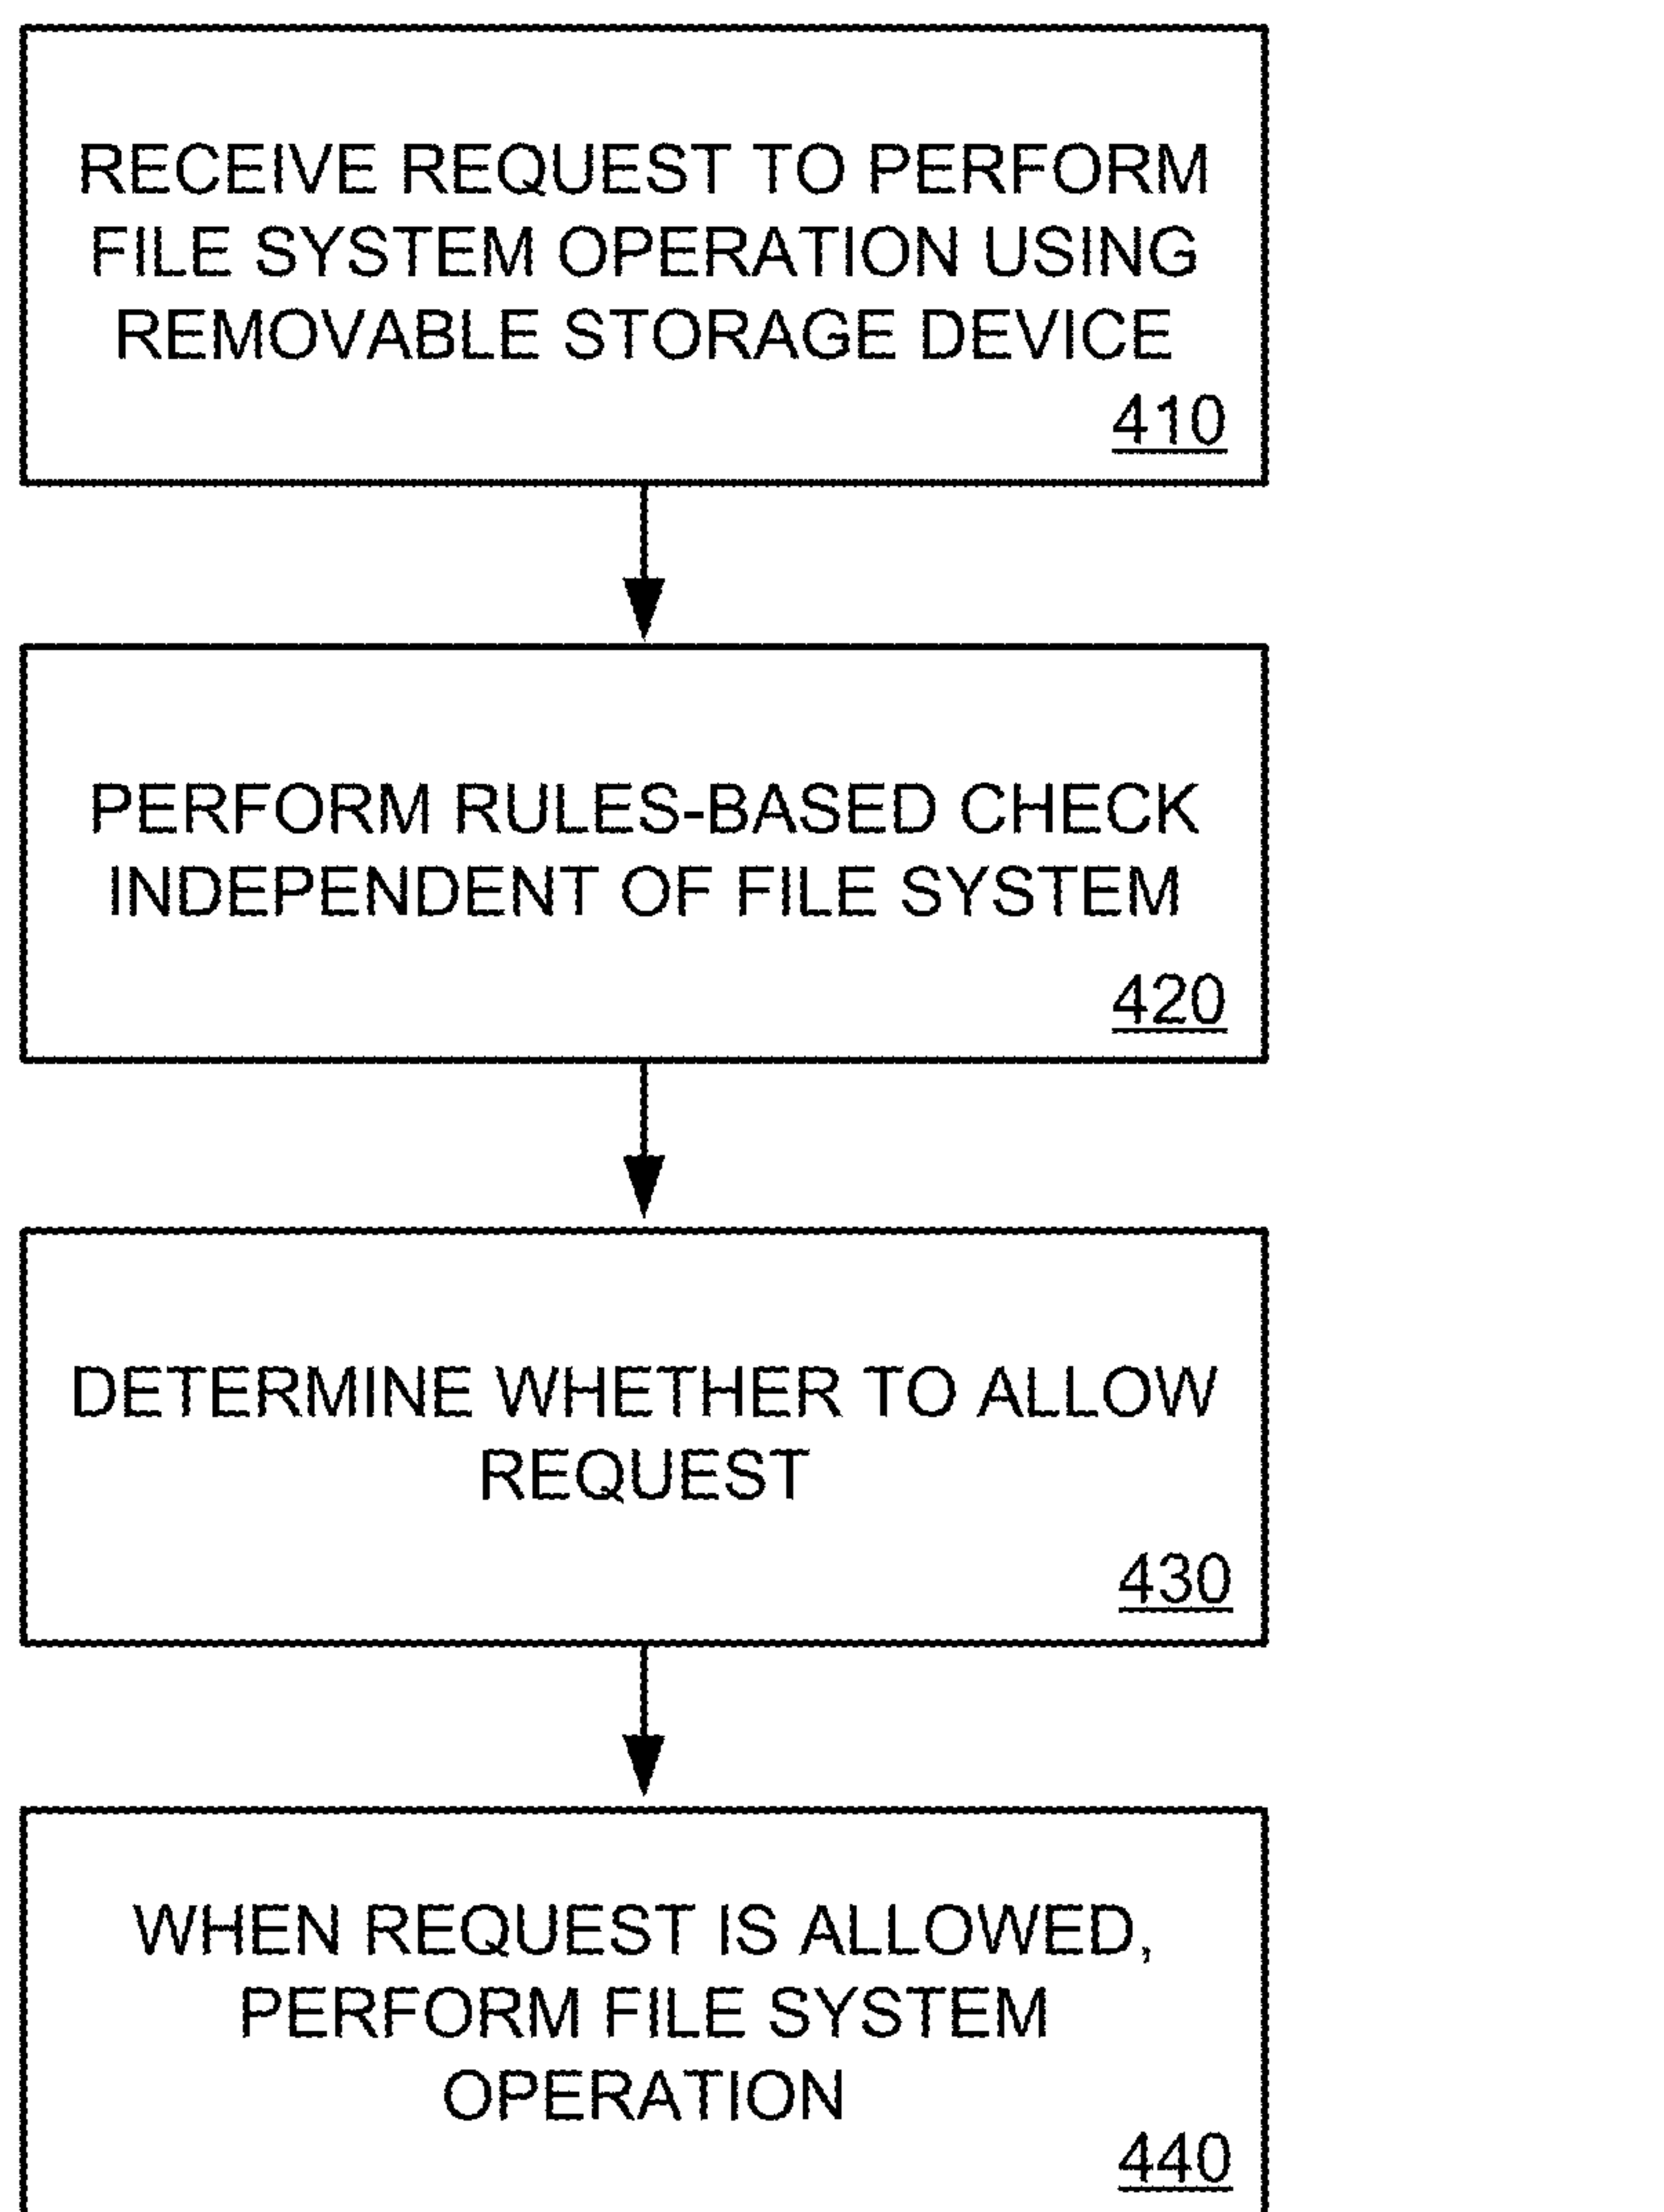 RECEIVE REQUEST TO PERFORM
FILE SYSTEM OPERATION USING
REMOVABLE STORAGE DEVICE
410
PERFORM RULES-BASED CHECK
INDEPENDENT OF FILE SYSTEM
420
DETERMINE WHETHER TO ALLOW
REQUEST
430
WHEN REQUEST IS ALLOWED,
PERFORM FILE SYSTEM
OPERATION
440